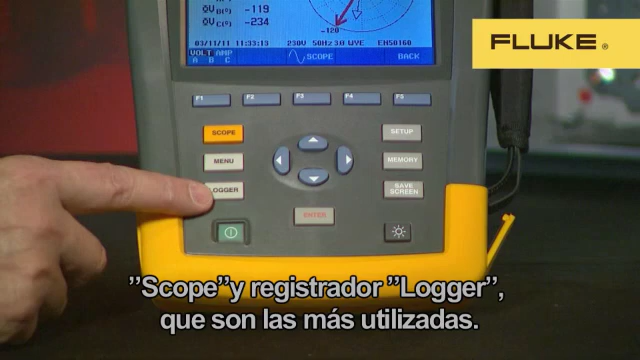 ΦV B(°) -119
ΦV C(°) -234
-120
03/11/11 11:33:19 230V 50Hz 3Ø WYE EN50160
VOLT AMP
A B C
SCOPE
BACK
FLUKE®
F1 F2 F3 F4 F5
SCOPE
SETUP
MENU
MEMORY
LOGGER
SAVE
SCREEN
ENTER
”Scope”y registrador ”Logger”,
que son las más utilizadas.